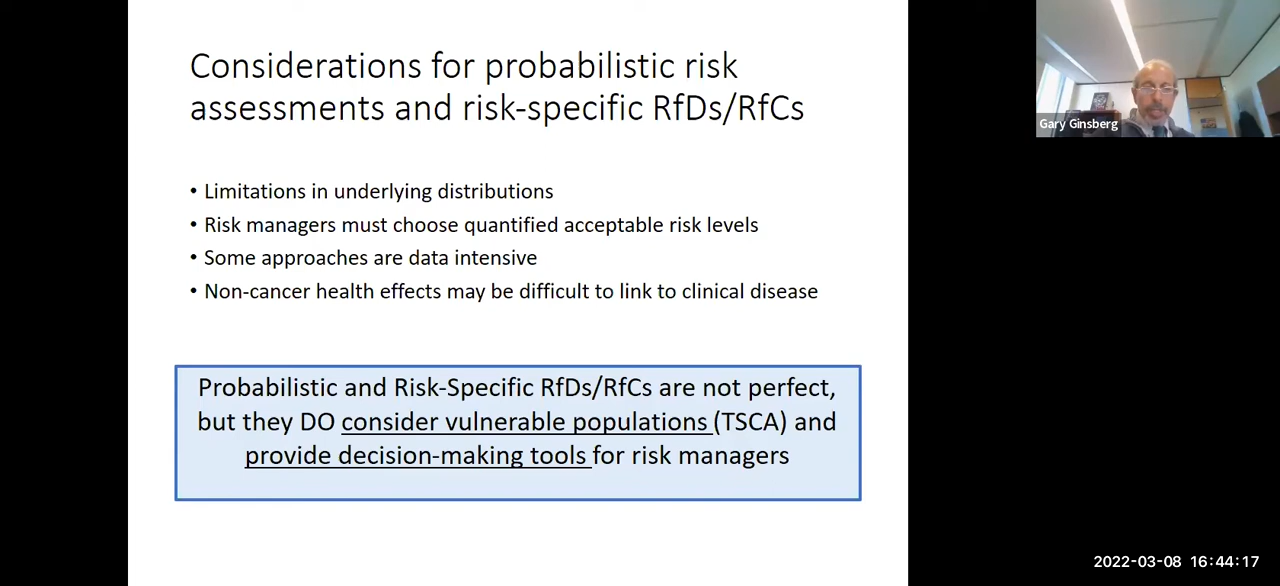 Considerations for probabilistic risk
assessments and risk-specific RfDs/RfCs
• Limitations in underlying distributions
• Risk managers must choose quantified acceptable risk levels
• Some approaches are data intensive
• Non-cancer health effects may be difficult to link to clinical disease
Probabilistic and Risk-Specific RfDs/RfCs are not perfect,
but they DO consider vulnerable populations (TSCA) and
provide decision-making tools for risk managers
Gary Ginsberg
2022-03-08 16:44:17